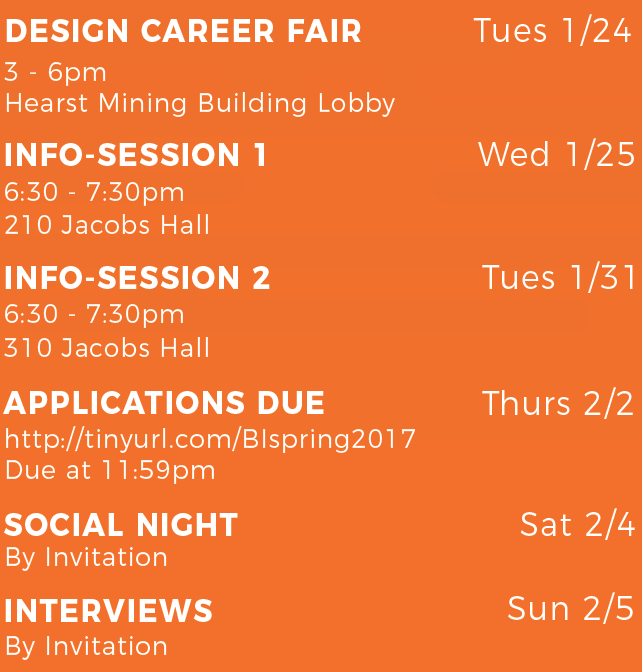 DESIGN CAREER FAIR Tues 1/24
3 - 6pm
Hearst Mining Building Lobby
INFO-SESSION 1 Wed 1/25
6:30 - 7:30pm
210 Jacobs Hall
INFO-SESSION 2 Tues 1/31
6:30 - 7:30pm
310 Jacobs Hall
APPLICATIONS DUE Thurs 2/2
http://tinyurl.com/BIspring2017
Due at 11:59pm
SOCIAL NIGHT Sat 2/4
By Invitation
INTERVIEWS Sun 2/5
By Invitation